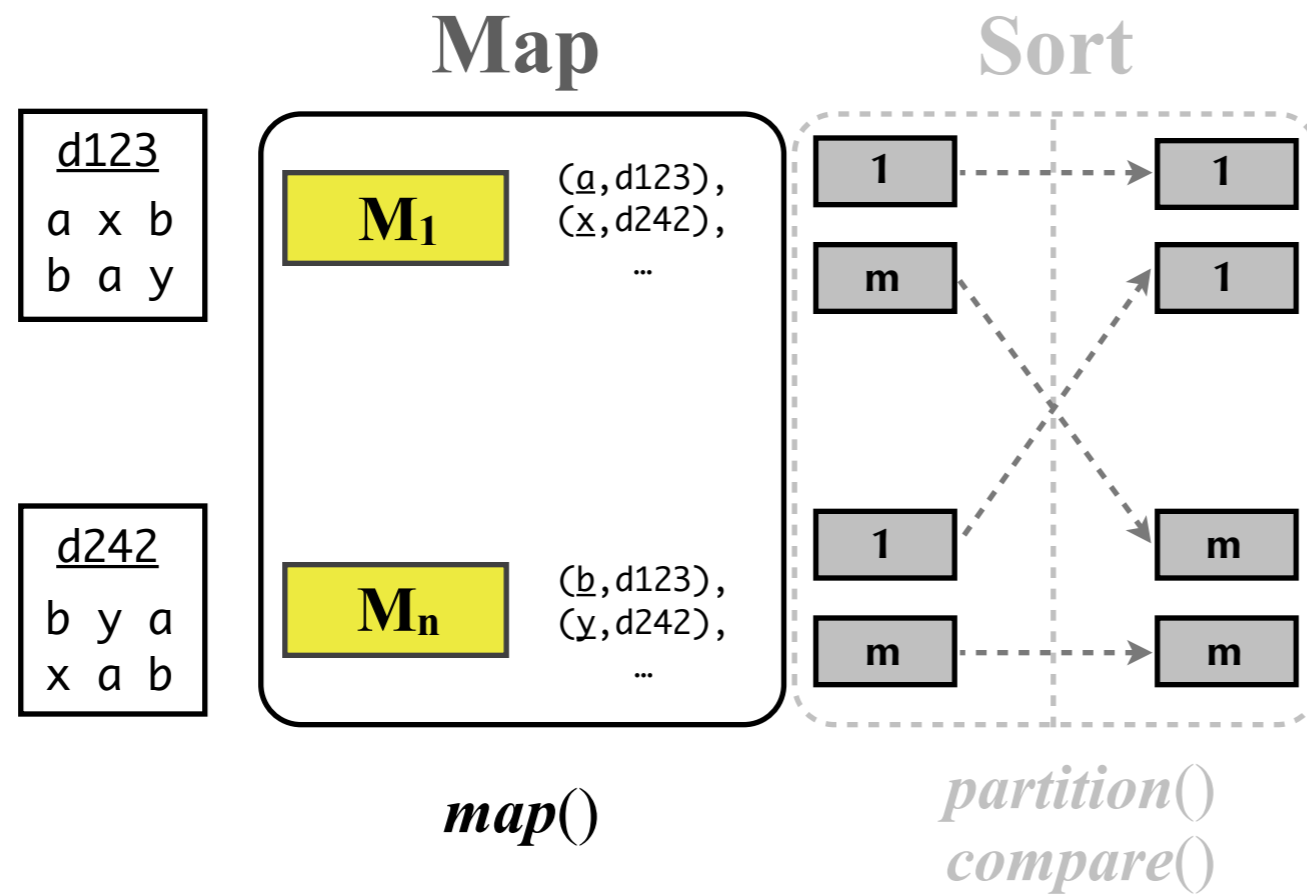 Map
Sort
d123
a x b
b a y
M1
(a,d123),
(x,d242),
…
1
1
m
1
d242
b y a
x a b
Mn
(b,d123),
(y,d242),
…
1
m
m
m
map()
partition()
compare()